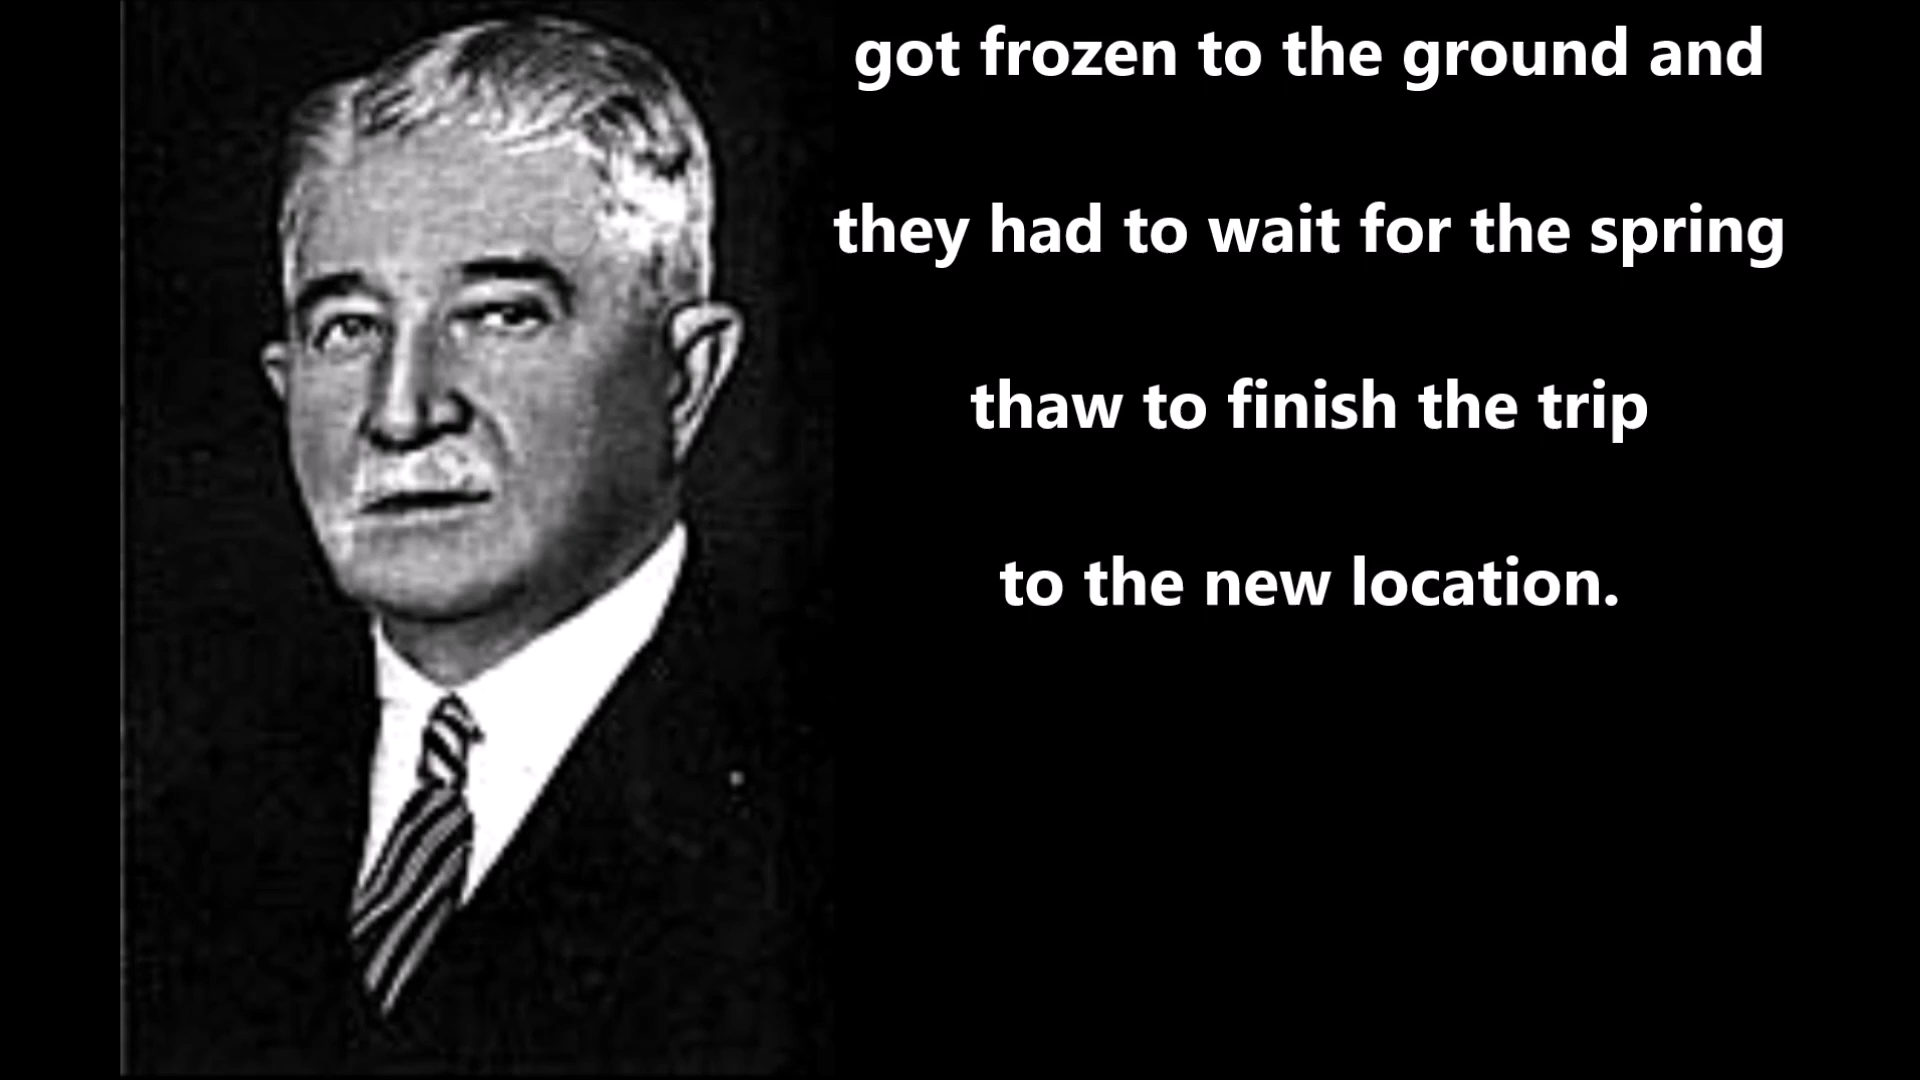 got frozen to the ground and
they had to wait for the spring
thaw to finish the trip
to the new location.